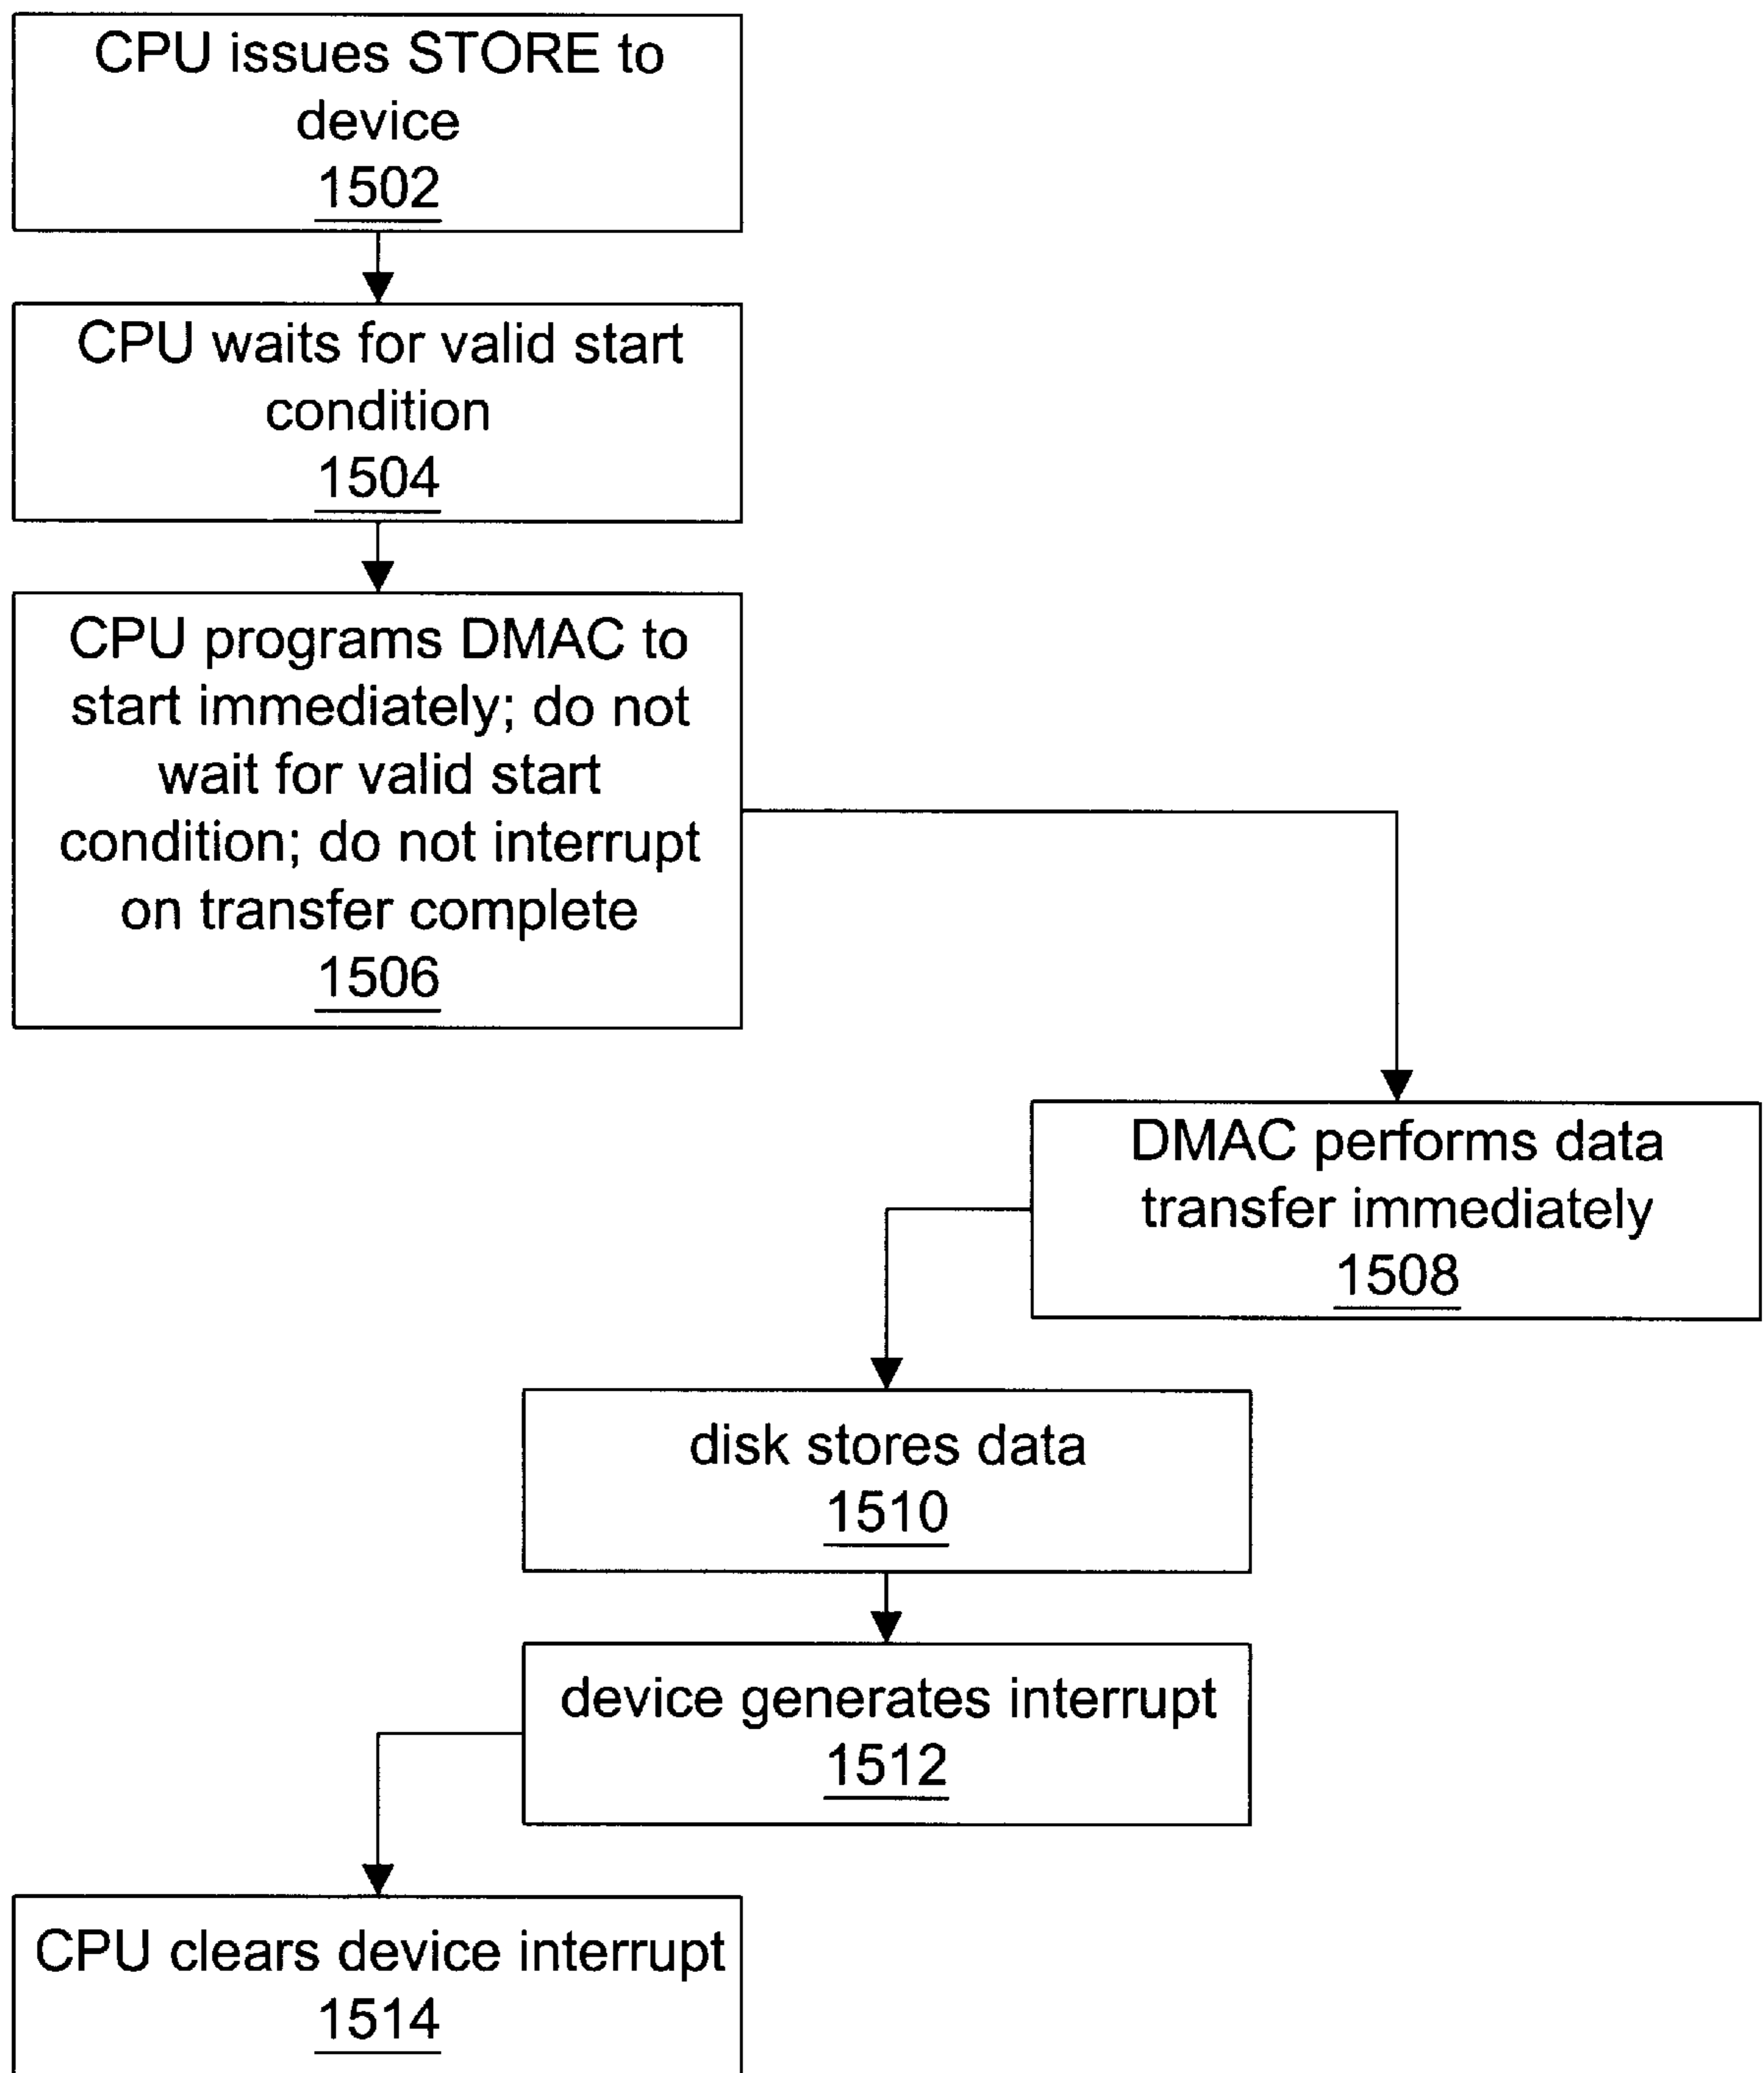 CPU issues STORE to
device
1502
CPU waits for valid start
condition
1504
CPU programs DMAC to
start immediately; do not
wait for valid start
condition; do not interrupt
on transfer complete
1506
DMAC performs data
transfer immediately
1508
disk stores data
1510
device generates interrupt
1512
CPU clears device interrupt
1514